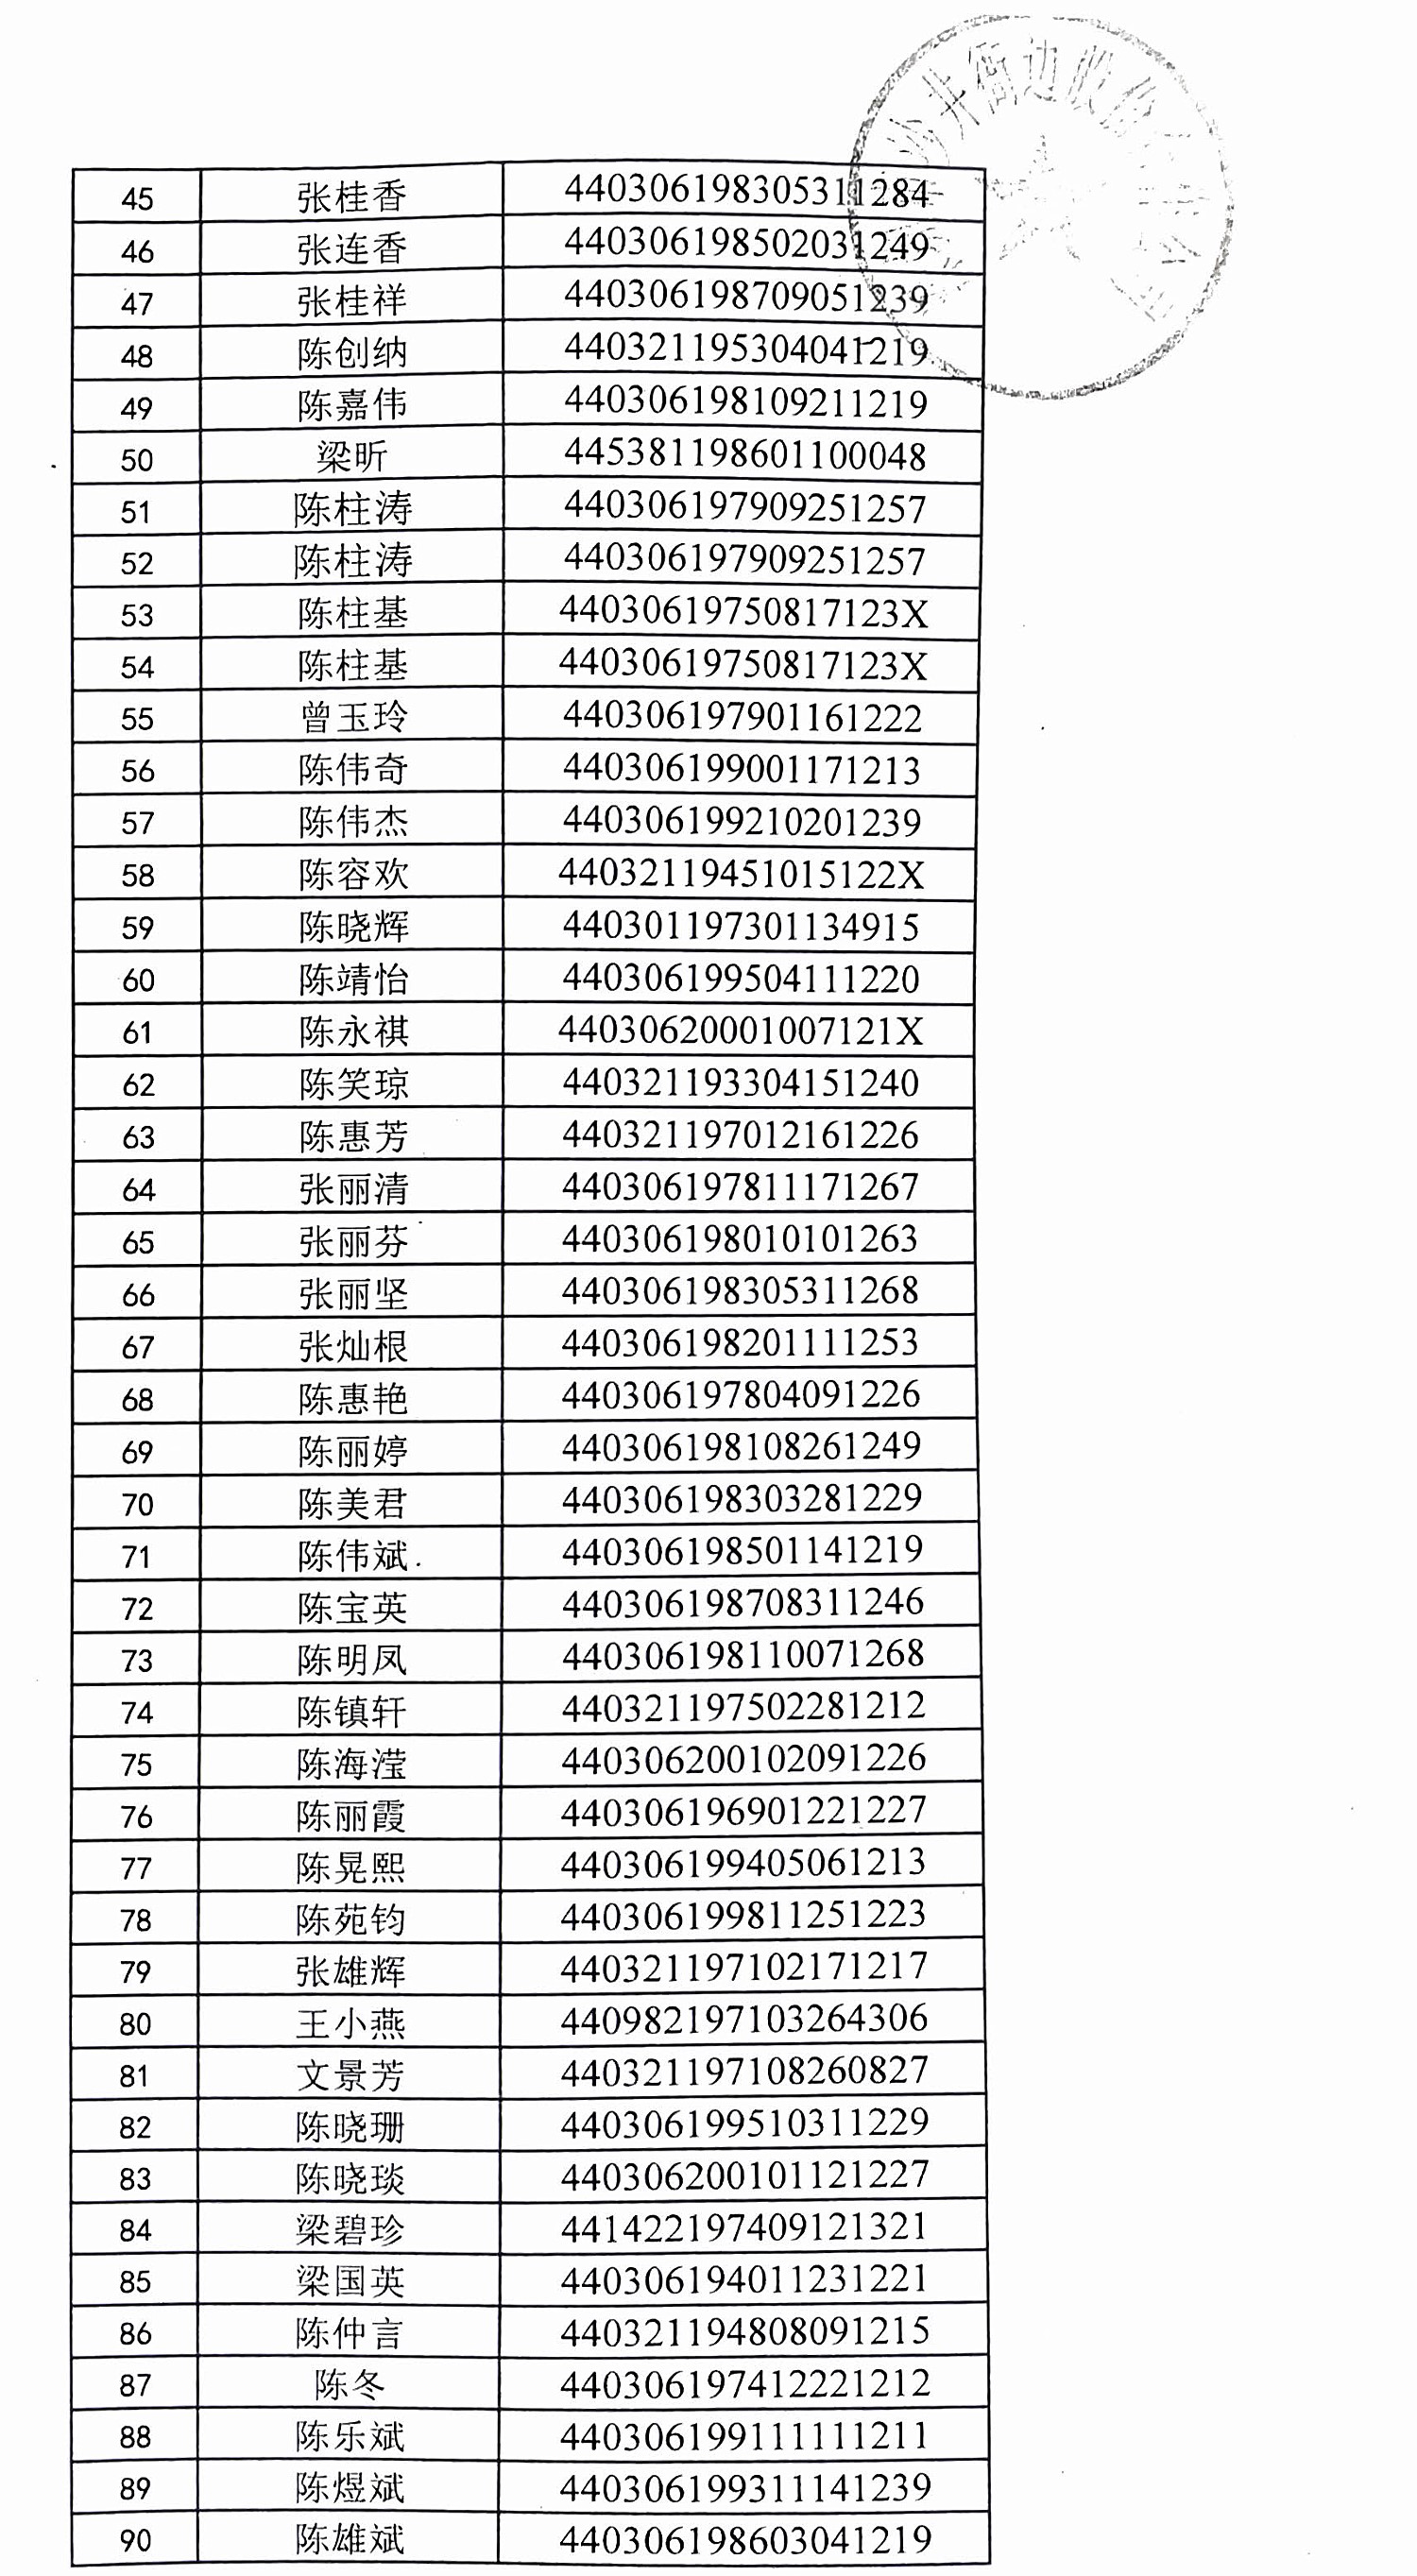 沙井衙边股份
45 张桂香 440306198305311284
46 张连香 440306198502031249
47 张桂祥 440306198709051239
48 陈创纳 440321195304041219
49 陈嘉伟 440306198109211219
50 梁昕 445381198601100048
51 陈柱涛 440306197909251257
52 陈柱涛 440306197909251257
53 陈柱基 44030619750817123X
54 陈柱基 44030619750817123X
55 曾玉玲 440306197901161222
56 陈伟奇 440306199001171213
57 陈伟杰 440306199210201239
58 陈容欢 44032119451015122X
59 陈晓辉 440301197301134915
60 陈靖怡 440306199504111220
61 陈永祺 44030620001007121X
62 陈笑琼 440321193304151240
63 陈惠芳 440321197012161226
64 张丽清 440306197811171267
65 张丽芬 440306198010101263
66 张丽坚 440306198305311268
67 张灿根 440306198201111253
68 陈惠艳 440306197804091226
69 陈丽婷 440306198108261249
70 陈美君 440306198303281229
71 陈伟斌 440306198501141219
72 陈宝英 440306198708311246
73 陈明凤 440306198110071268
74 陈镇轩 440321197502281212
75 陈海滢 440306200102091226
76 陈丽霞 440306196901221227
77 陈晃熙 440306199405061213
78 陈苑钧 440306199811251223
79 张雄辉 440321197102171217
80 王小燕 440982197103264306
81 文景芳 440321197108260827
82 陈晓珊 440306199510311229
83 陈晓琰 440306200101121227
84 梁碧珍 441422197409121321
85 梁国英 440306194011231221
86 陈仲言 440321194808091215
87 陈冬 440306197412221212
88 陈乐斌 440306199111111211
89 陈煜斌 440306199311141239
90 陈雄斌 440306198603041219